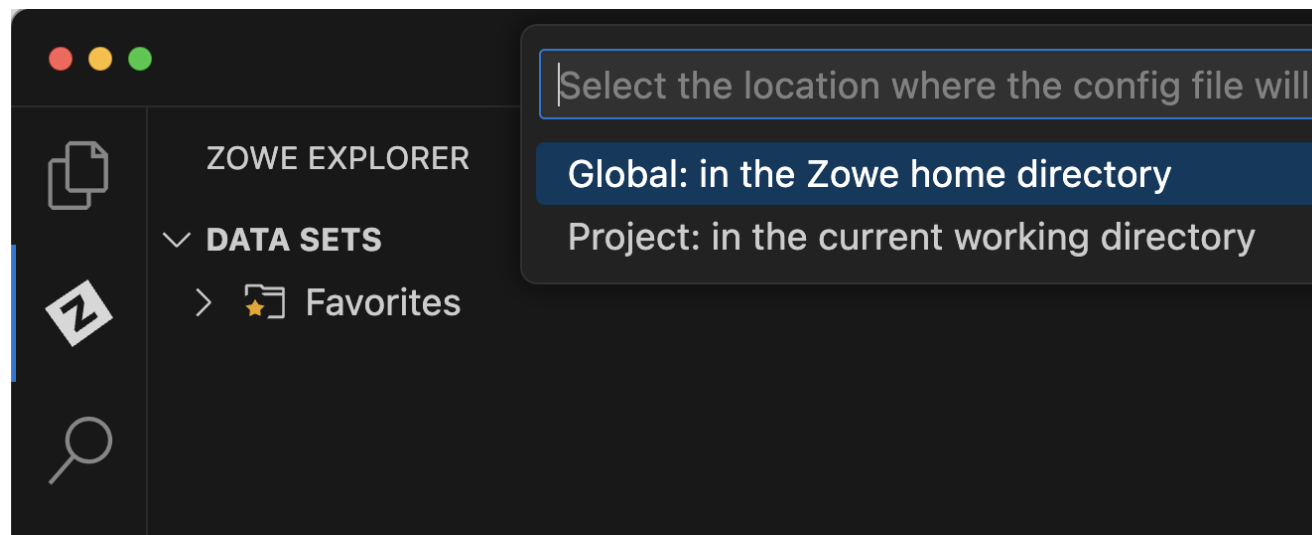 Select the location where the config file will
Global: in the Zowe home directory
Project: in the current working directory
ZOWE EXPLORER
DATA SETS
Favorites